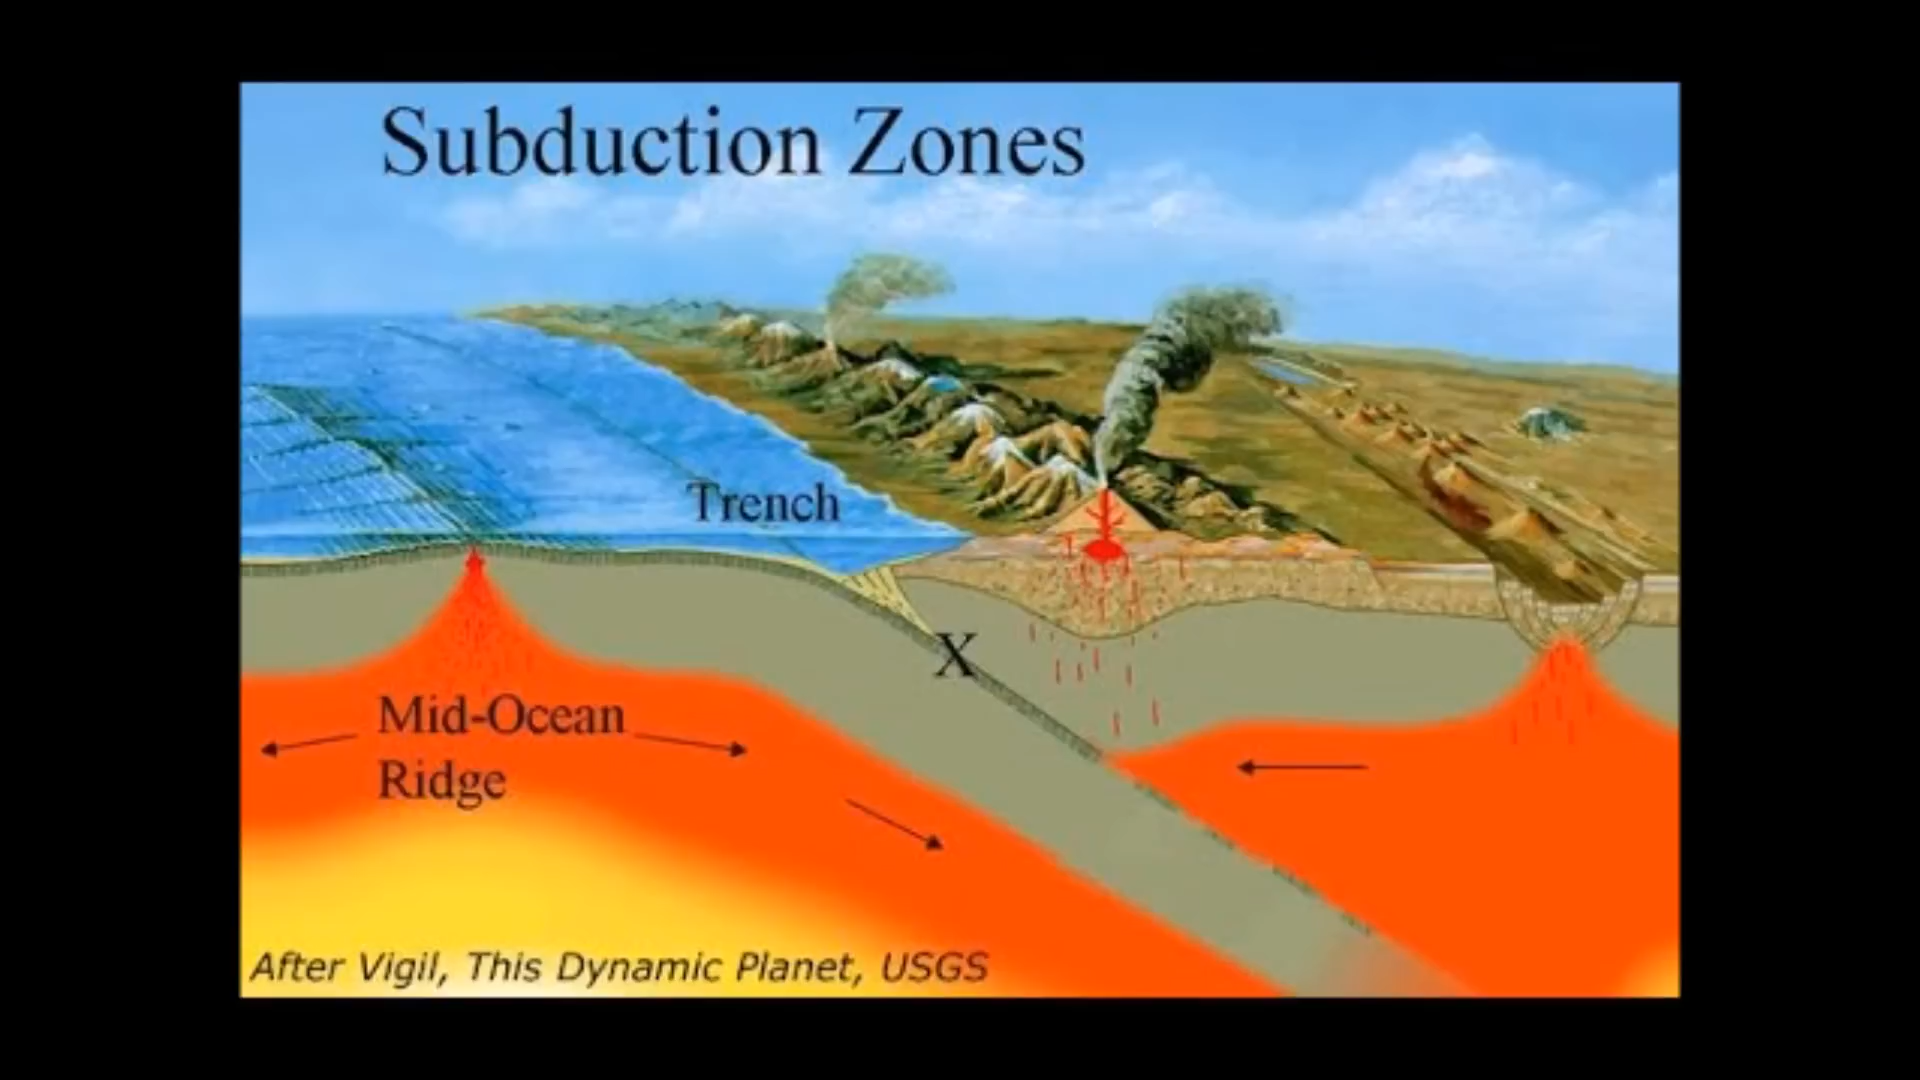 Subduction Zones
Trench
X
Mid-Ocean
Ridge
After Vigil, This Dynamic Planet, USGS